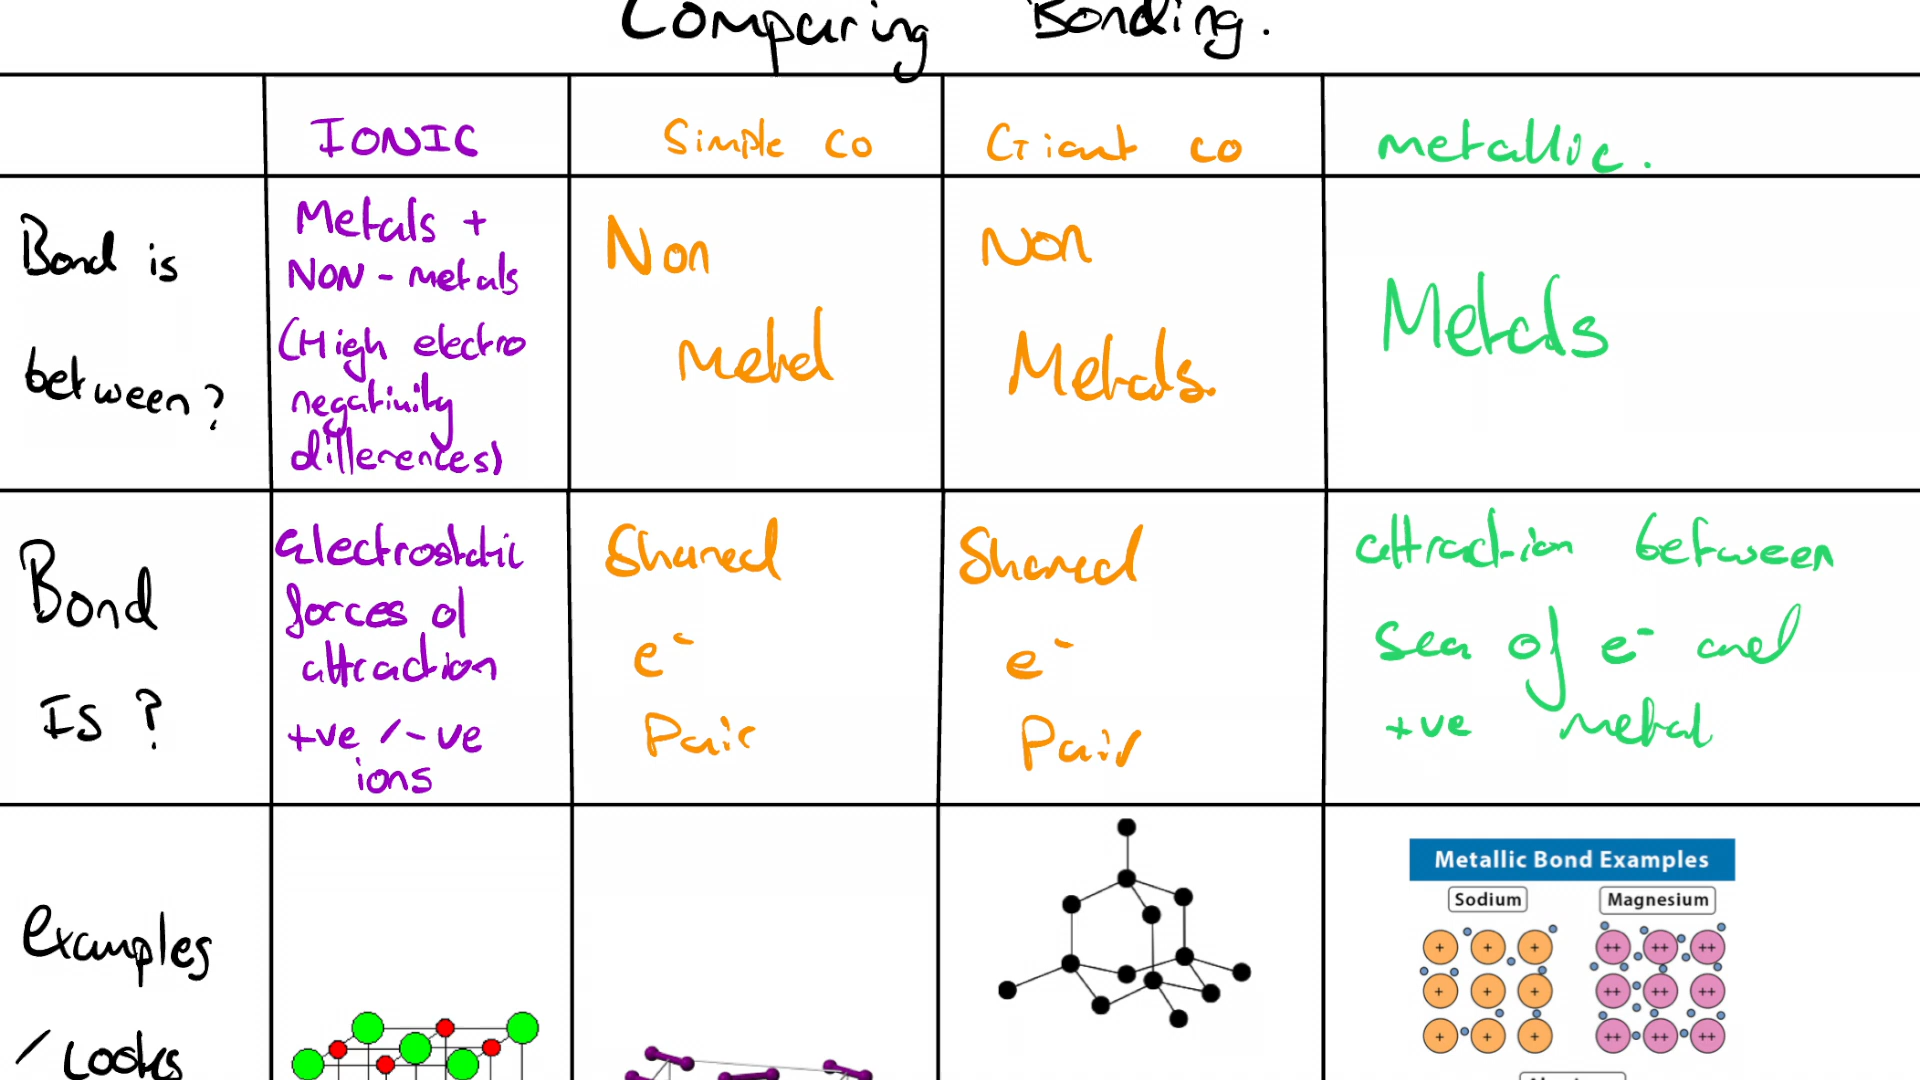 Comparing Bonding.
IONIC
Simple co
Giant co
metallic.
Bond is
between?
Metals +
NON - metals
(High electro
negativity
differences)
Non
Metal
Non
Metals.
Metals
Bond
Is?
electrostatic
forces of
attraction
+ve / -ve
ions
Shared
e⁻
Pair
Shared
e⁻
Pair
attraction between
sea of e⁻ and
+ve metal
Examples
/ Looks
Metallic Bond Examples
Sodium
Magnesium
+ + +
+ + +
+ + +
++ ++ ++
++ ++ ++
++ ++ ++